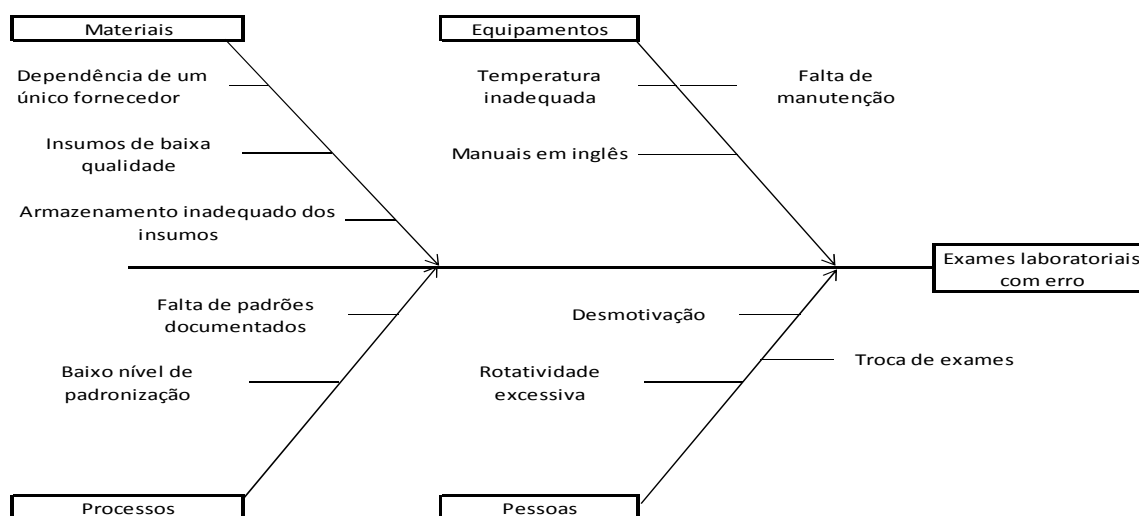 Materiais
Equipamentos
Dependência de um
único fornecedor
Temperatura
inadequada
Falta de
manutenção
Insumos de baixa
qualidade
Manuais em inglês
Armazenamento inadequado dos
insumos
Exames laboratoriais
com erro
Falta de padrões
documentados
Desmotivação
Troca de exames
Baixo nível de
padronização
Rotatividade
excessiva
Processos
Pessoas